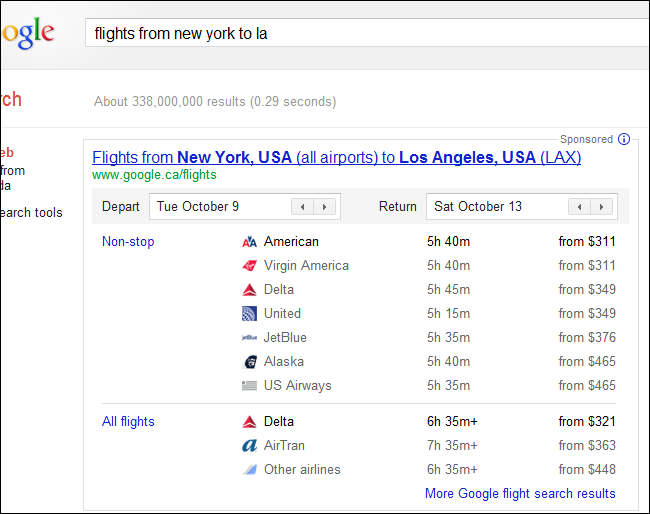 ogle
flights from new york to la
rch
About 338,000,000 results (0.29 seconds)
Sponsored
eb
from
da
earch tools
Flights from New York, USA (all airports) to Los Angeles, USA (LAX)
www.google.ca/flights
Depart Tue October 9 Return Sat October 13
Non-stop American 5h 40m from $311
Virgin America 5h 40m from $311
Delta 5h 45m from $349
United 5h 15m from $349
JetBlue 5h 35m from $376
Alaska 5h 40m from $465
US Airways 5h 35m from $465
All flights Delta 6h 35m+ from $321
AirTran 7h 35m+ from $363
Other airlines 6h 35m+ from $448
More Google flight search results